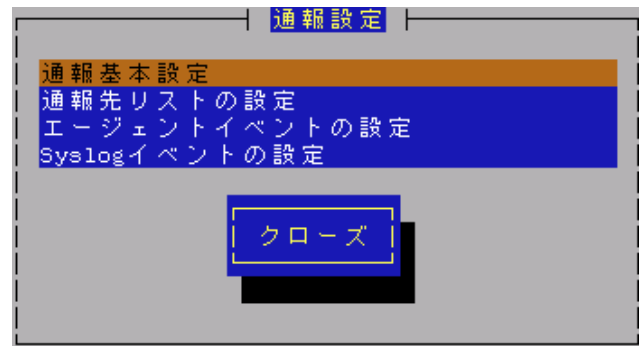 通報設定
通報基本設定
通報先リストの設定
エージェントイベントの設定
Syslogイベントの設定
クローズ